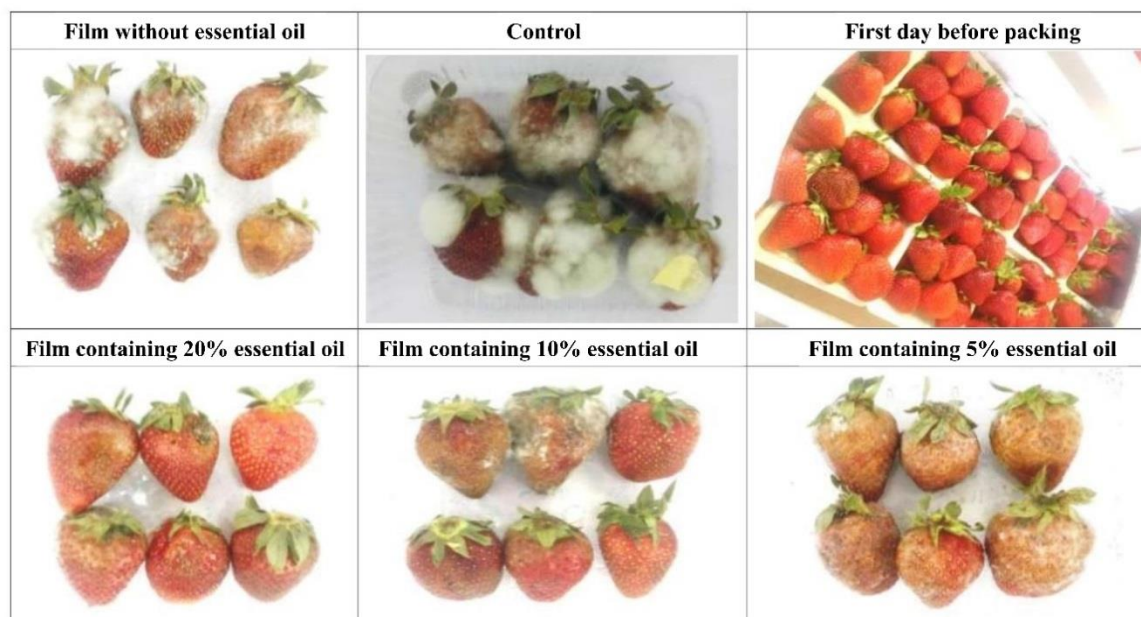 Film without essential oil
Control
First day before packing
Film containing 20% essential oil
Film containing 10% essential oil
Film containing 5% essential oil